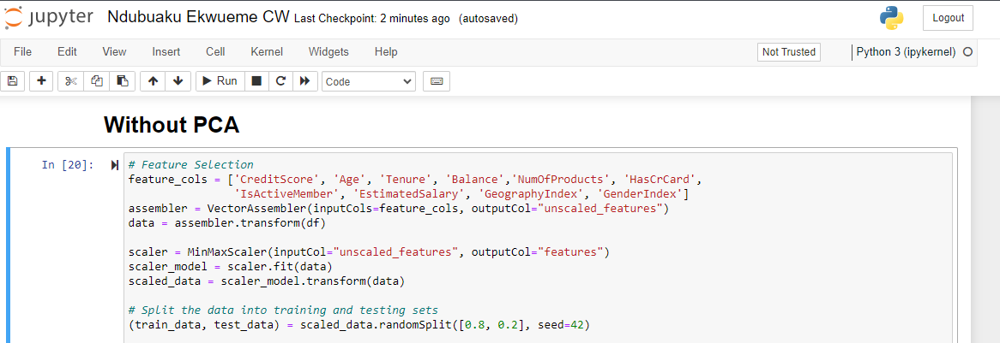 jupyter Ndubuaku Ekwueme CW Last Checkpoint: 2 minutes ago (autosaved) Logout
File Edit View Insert Cell Kernel Widgets Help Not Trusted Python 3 (ipykernel)
Run Code
Without PCA
In [20]: # Feature Selection
feature_cols = ['CreditScore', 'Age', 'Tenure', 'Balance','NumOfProducts', 'HasCrCard',
'IsActiveMember', 'EstimatedSalary', 'GeographyIndex', 'GenderIndex']
assembler = VectorAssembler(inputCols=feature_cols, outputCol="unscaled_features")
data = assembler.transform(df)
scaler = MinMaxScaler(inputCol="unscaled_features", outputCol="features")
scaler_model = scaler.fit(data)
scaled_data = scaler_model.transform(data)
# Split the data into training and testing sets
(train_data, test_data) = scaled_data.randomSplit([0.8, 0.2], seed=42)